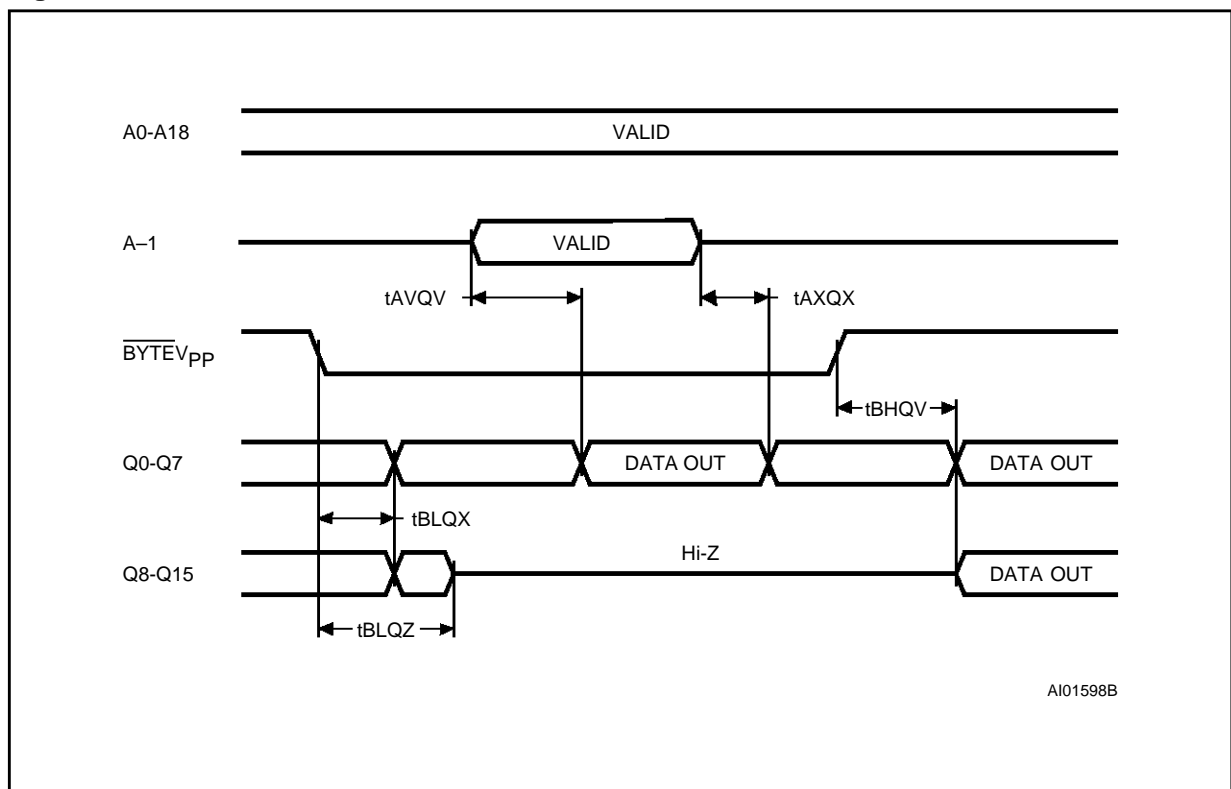 A0-A18 VALID
A–1 VALID
tAVQV tAXQX
BYTEVPP
tBHQV
Q0-Q7 DATA OUT DATA OUT
tBLQX
Hi-Z
Q8-Q15 DATA OUT
tBLQZ
AI01598B